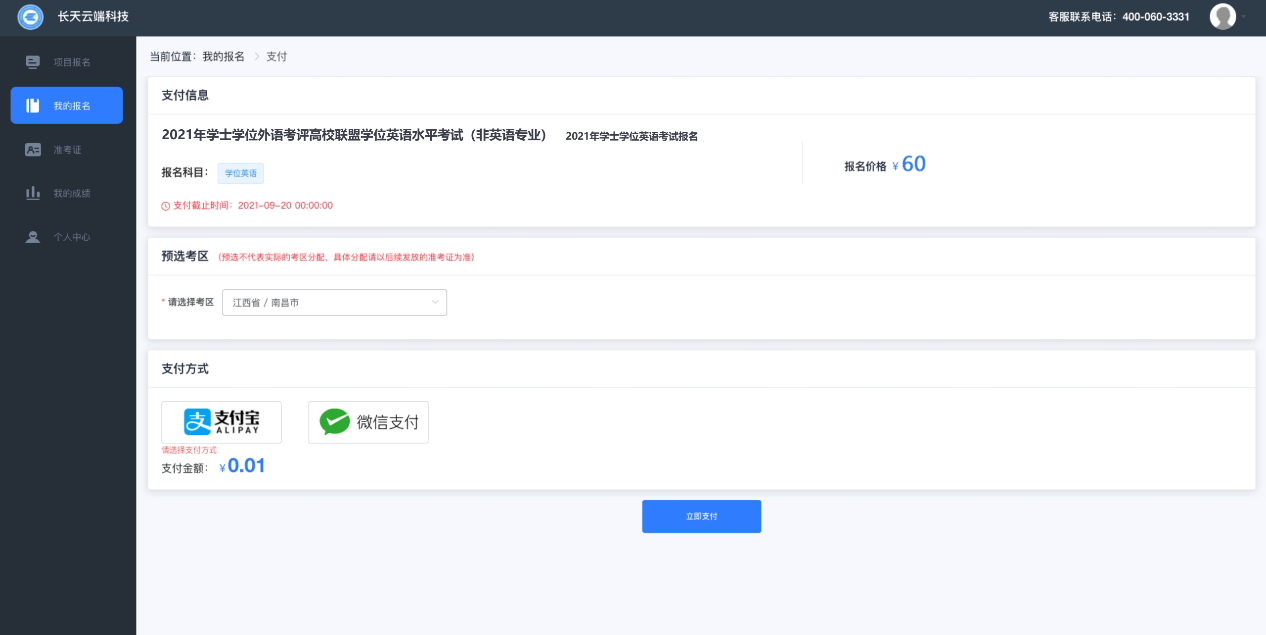 长天云端科技
客服联系电话：400-060-3331
项目报名
我的报名
准考证
我的成绩
个人中心
当前位置：我的报名 > 支付
支付信息
2021年学士学位外语考评高校联盟学位英语水平考试（非英语专业） 2021年学士学位英语考试报名
报名科目： 学位英语
报名价格 ¥ 60
支付截止时间：2021-09-20 00:00:00
预选考区 （预选不代表实际的考区分配，具体分配请以后续发放的准考证为准）
* 请选择考区 江西省 / 南昌市
支付方式
支付宝
ALIPAY
微信支付
请选择支付方式
支付金额： ¥0.01
立即支付